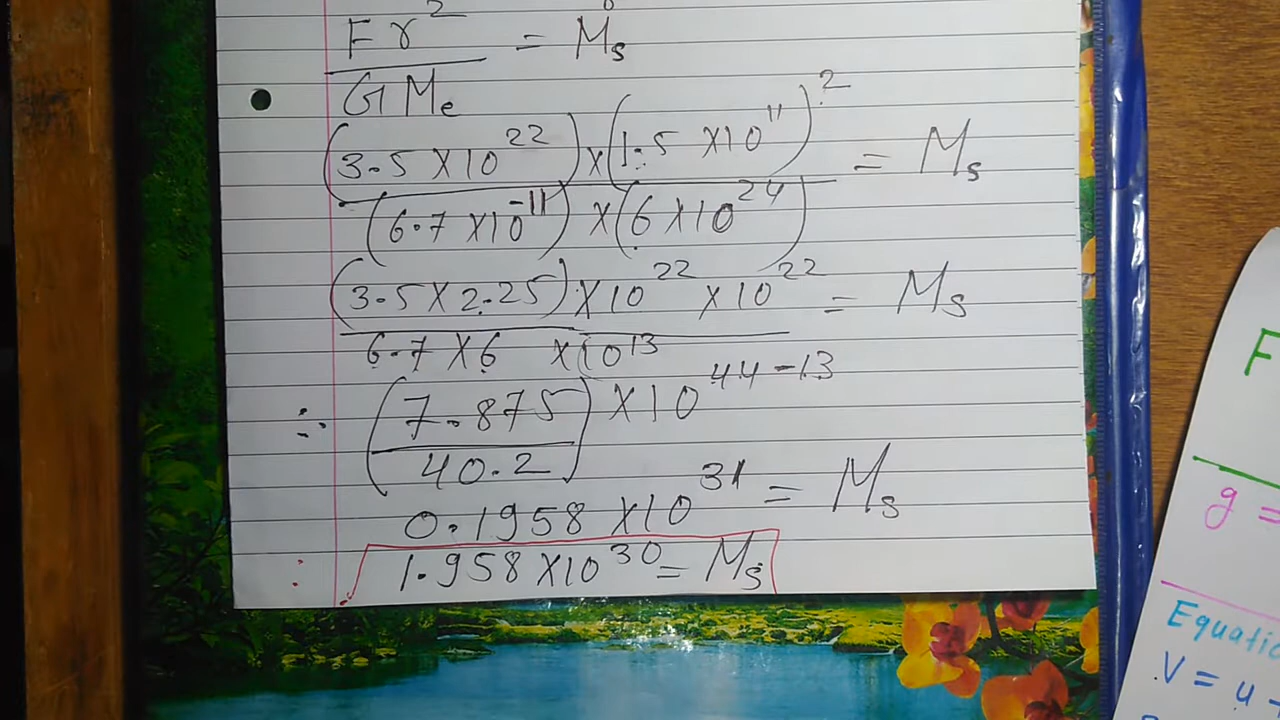 Fr² / GMe = Ms
(3.5 X 10²²) x (1.5 X 10¹¹)² / (6.7 X 10⁻¹¹) X (6 X 10²⁴) = Ms
(3.5 X 2.25) X 10²² X 10²² / 6.7 X 6 X 10¹³ = Ms
∴ (7.875 / 40.2) X 10⁴⁴⁻¹³
0.1958 X 10³¹ = Ms
∴ 1.958 X 10³⁰ = Ms
F
g =
V = u +